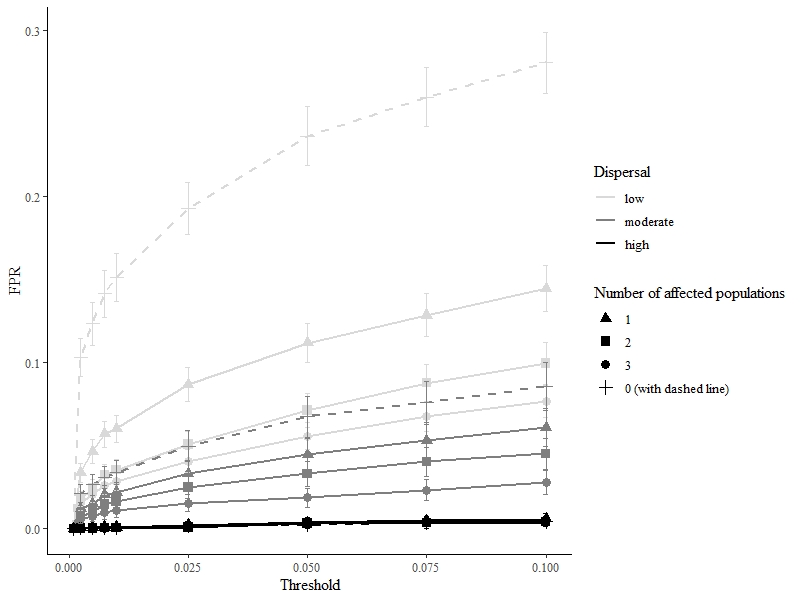 0.3
0.2
0.1
0.0
FPR
0.000
0.025
0.050
0.075
0.100
Threshold
Dispersal
low
moderate
high
Number of affected populations
1
2
3
0 (with dashed line)